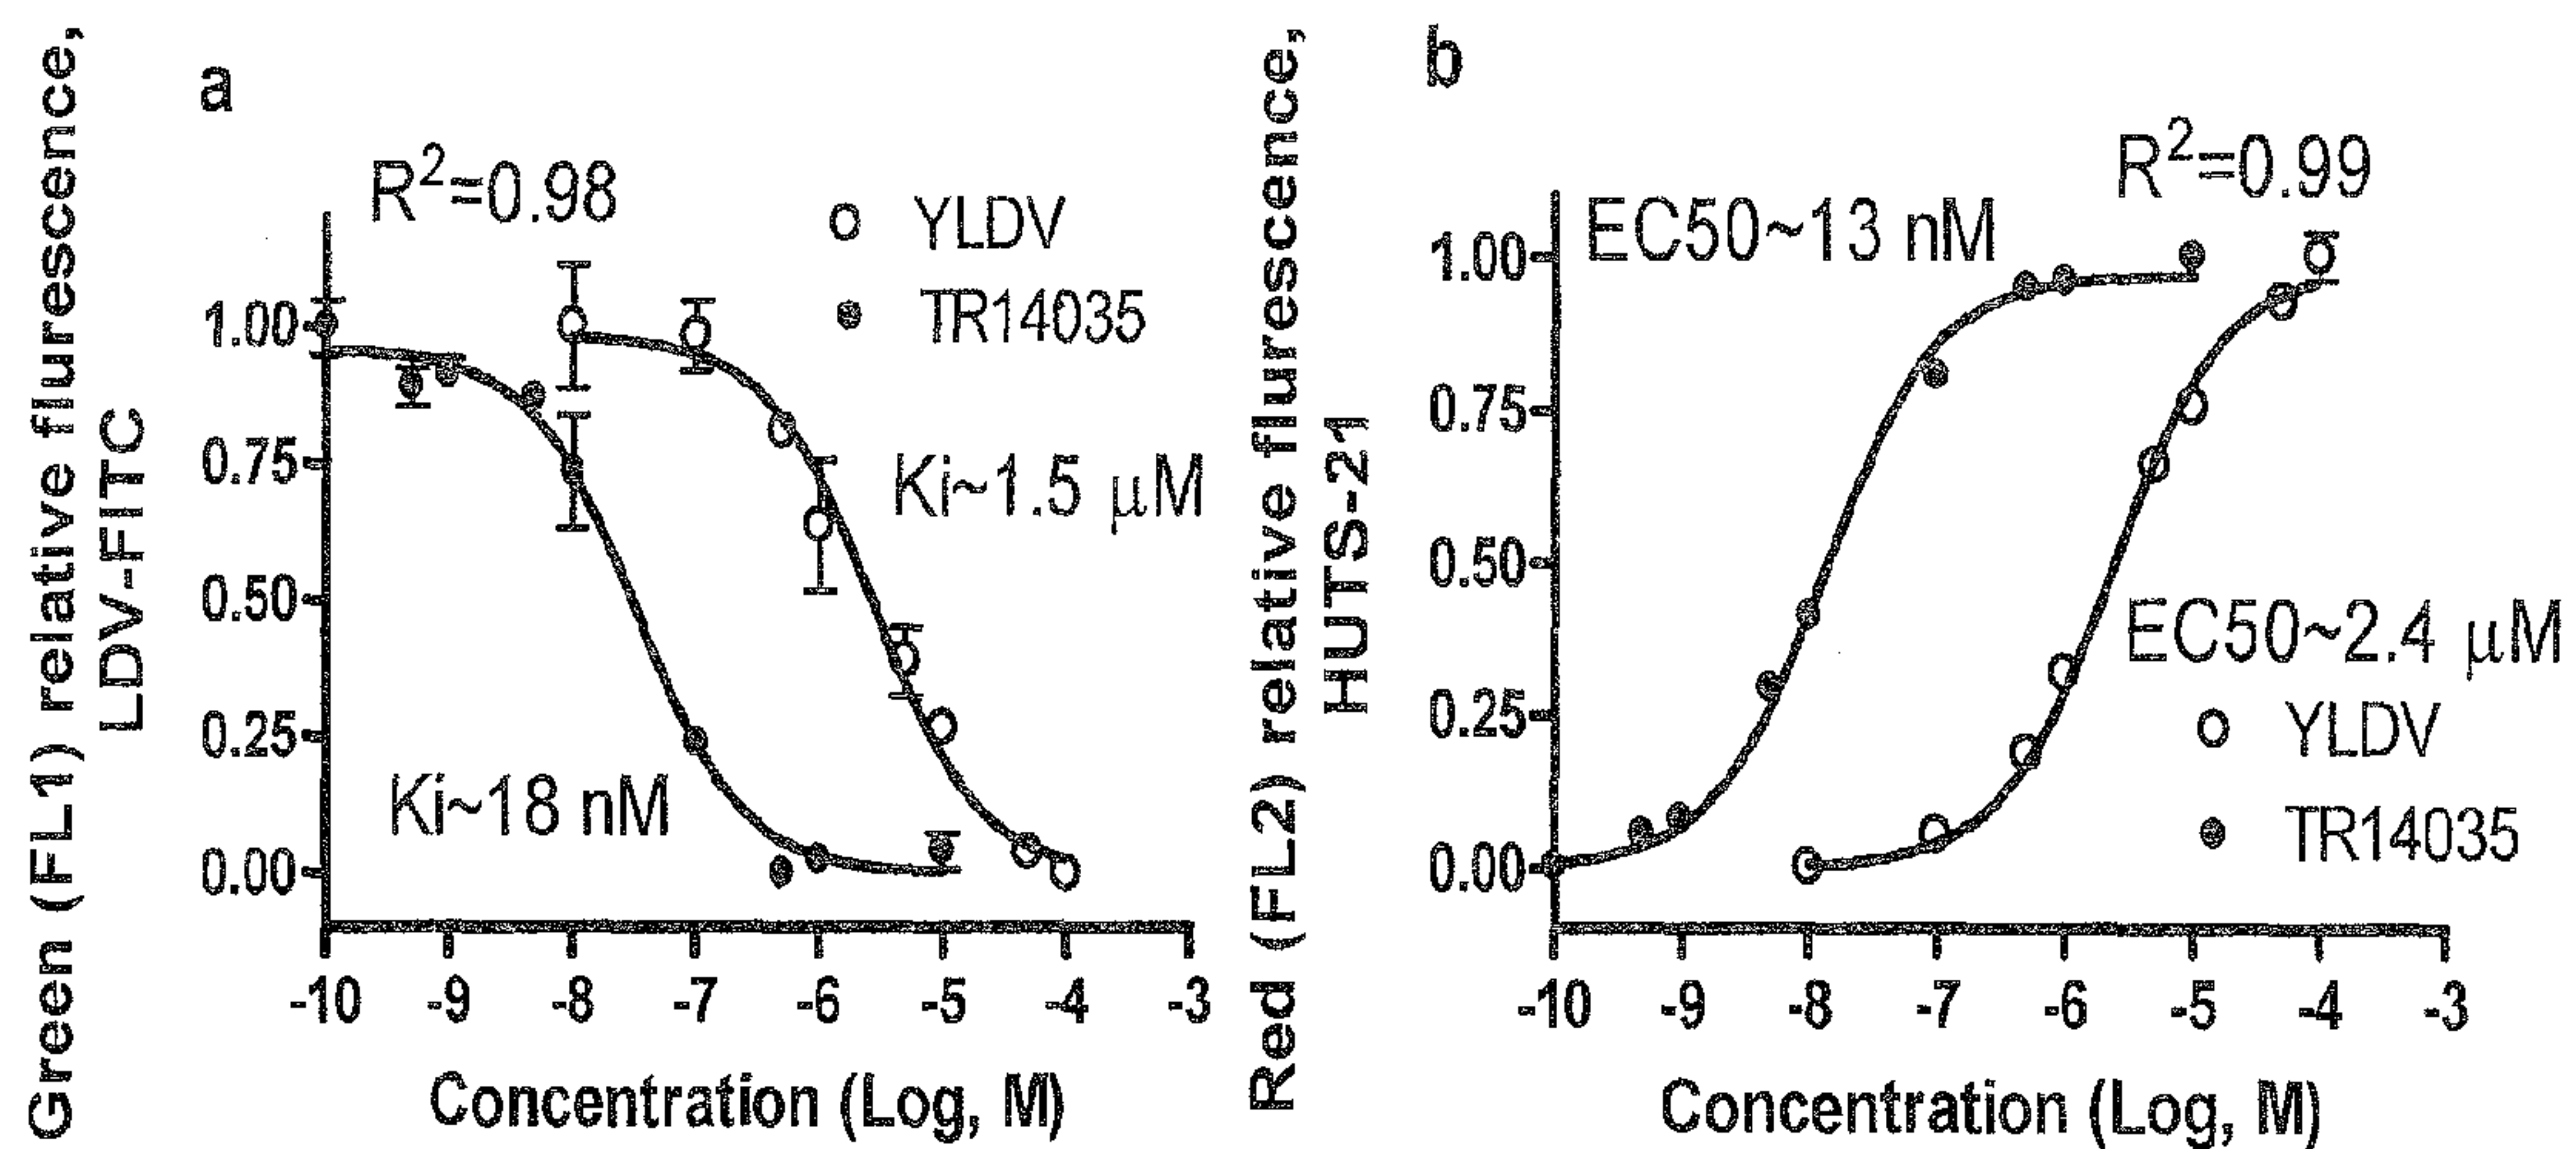 a
Green (FL1) relative flurescence,
LDV-FITC
R²=0.98
YLDV
TR14035
1.00
0.75
0.50
0.25
0.00
Ki~1.5 μM
Ki~18 nM
-10 -9 -8 -7 -6 -5 -4 -3
Concentration (Log, M)
b
Red (FL2) relative flurescence,
HUTS-21
R²=0.99
EC50~13 nM
1.00
0.75
0.50
0.25
0.00
EC50~2.4 μM
YLDV
TR14035
-10 -9 -8 -7 -6 -5 -4 -3
Concentration (Log, M)